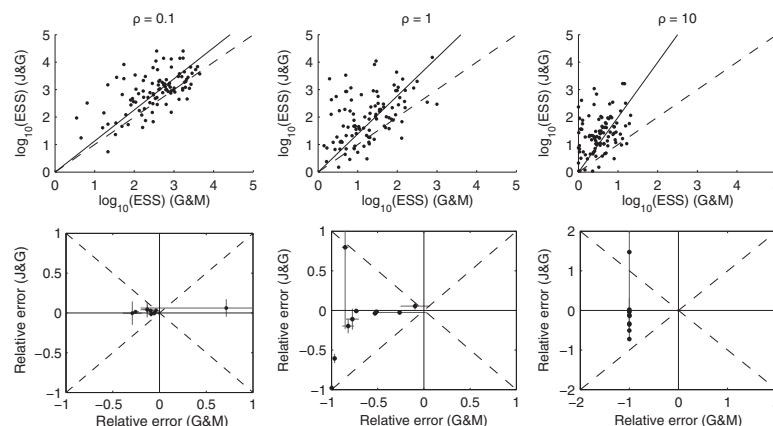 ρ = 0.1
ρ = 1
ρ = 10
log10(ESS) (J&G)
5
4
3
2
1
0
0 1 2 3 4 5
log10(ESS) (G&M)
log10(ESS) (J&G)
5
4
3
2
1
0
0 1 2 3 4 5
log10(ESS) (G&M)
log10(ESS) (J&G)
5
4
3
2
1
0
0 1 2 3 4 5
log10(ESS) (G&M)
Relative error (J&G)
1
0.5
0
−0.5
−1
−1 −0.5 0 0.5 1
Relative error (G&M)
Relative error (J&G)
1
0.5
0
−0.5
−1
−1 −0.5 0 0.5 1
Relative error (G&M)
Relative error (J&G)
2
1
0
−1
−2
−2 −1 0 1 2
Relative error (G&M)